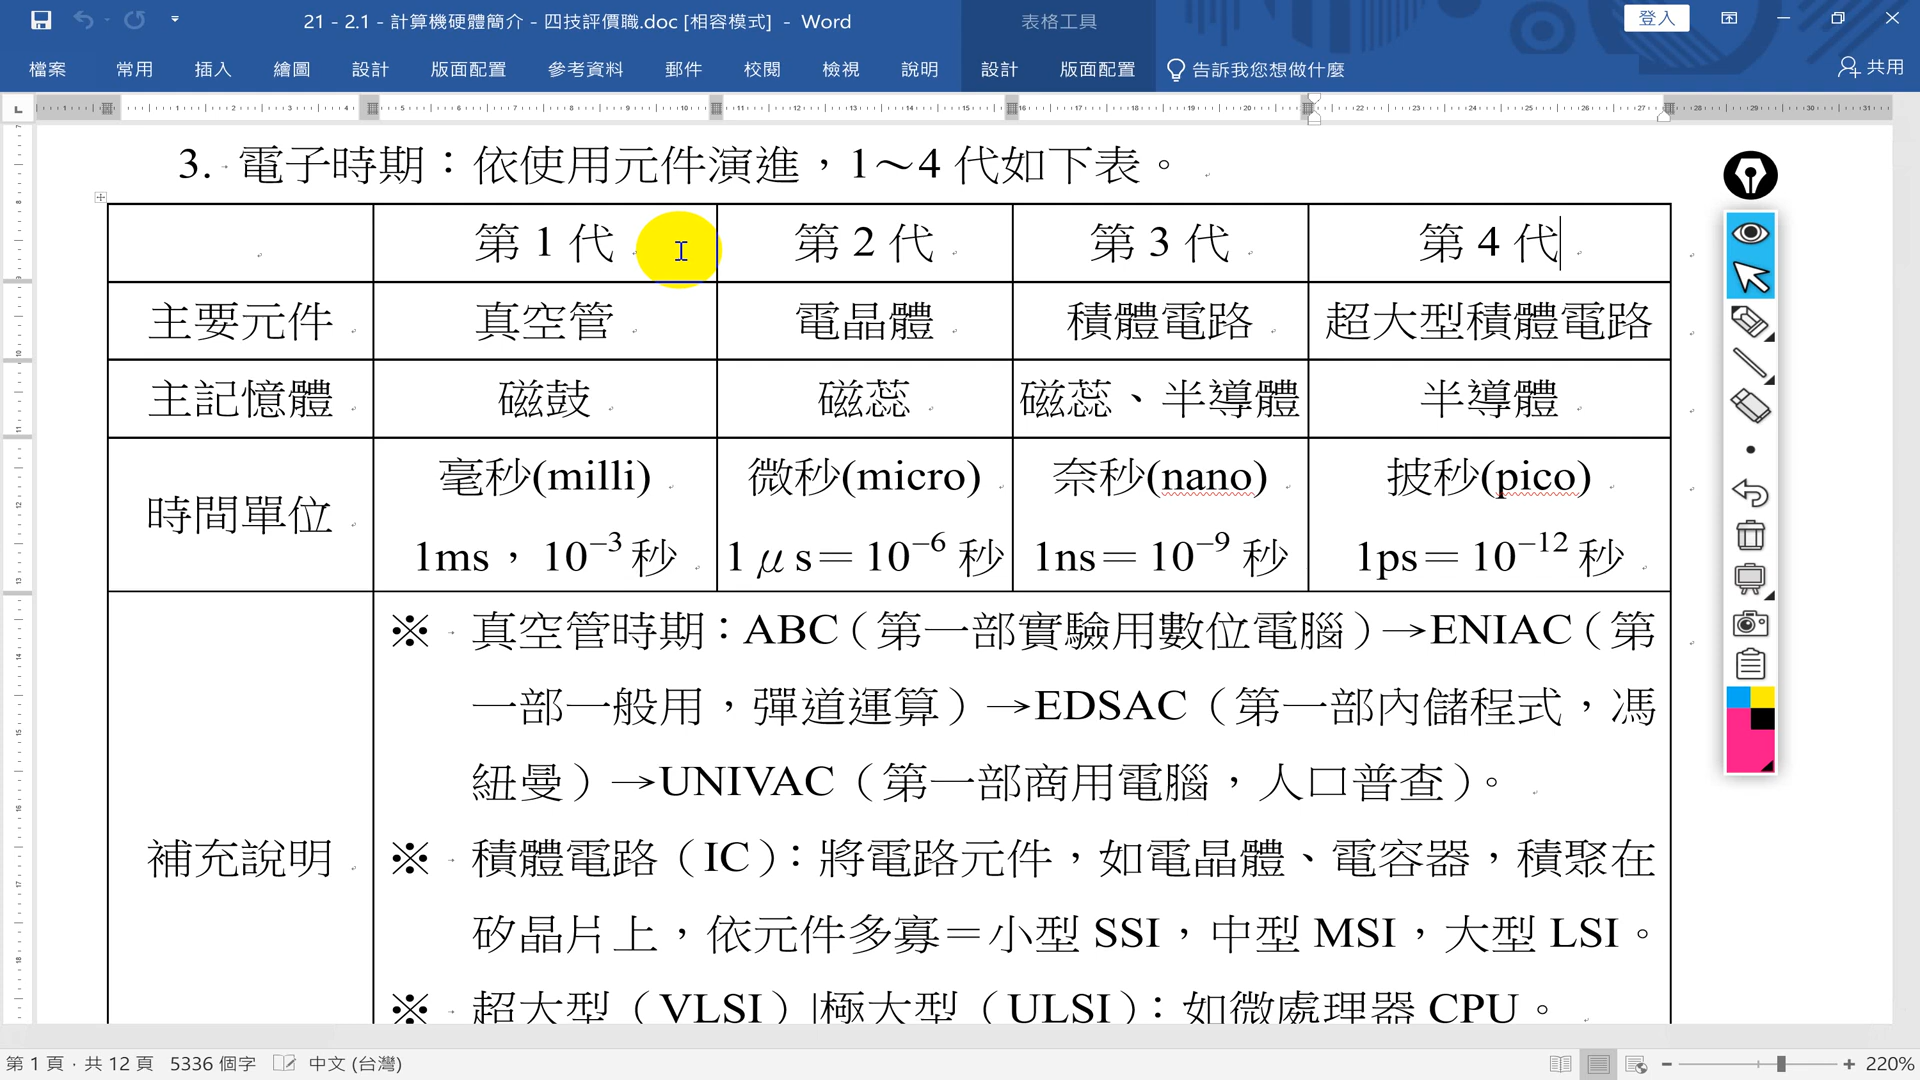 21 - 2.1 - 計算機硬體簡介 - 四技評價職.doc [相容模式] - Word
表格工具
登入
檔案 常用 插入 繪圖 設計 版面配置 參考資料 郵件 校閱 檢視 說明 設計 版面配置 告訴我您想做什麼 共用
3. 電子時期：依使用元件演進，1～4 代如下表。
第 1 代 第 2 代 第 3 代 第 4 代
主要元件 真空管 電晶體 積體電路 超大型積體電路
主記憶體 磁鼓 磁蕊 磁蕊、半導體 半導體
時間單位
毫秒(milli) 微秒(micro) 奈秒(nano) 披秒(pico)
1ms，10⁻³秒 1μs＝10⁻⁶秒 1ns＝10⁻⁹秒 1ps＝10⁻¹²秒
補充說明
※ 真空管時期：ABC（第一部實驗用數位電腦）→ENIAC（第
一部一般用，彈道運算）→EDSAC（第一部內儲程式，馮
紐曼）→UNIVAC（第一部商用電腦，人口普查）。
※ 積體電路（IC）：將電路元件，如電晶體、電容器，積聚在
矽晶片上，依元件多寡＝小型 SSI，中型 MSI，大型 LSI。
※ 超大型（VLSI）|極大型（ULSI）：如微處理器 CPU。
第 1 頁，共 12 頁 5336 個字 中文 (台灣) 220%